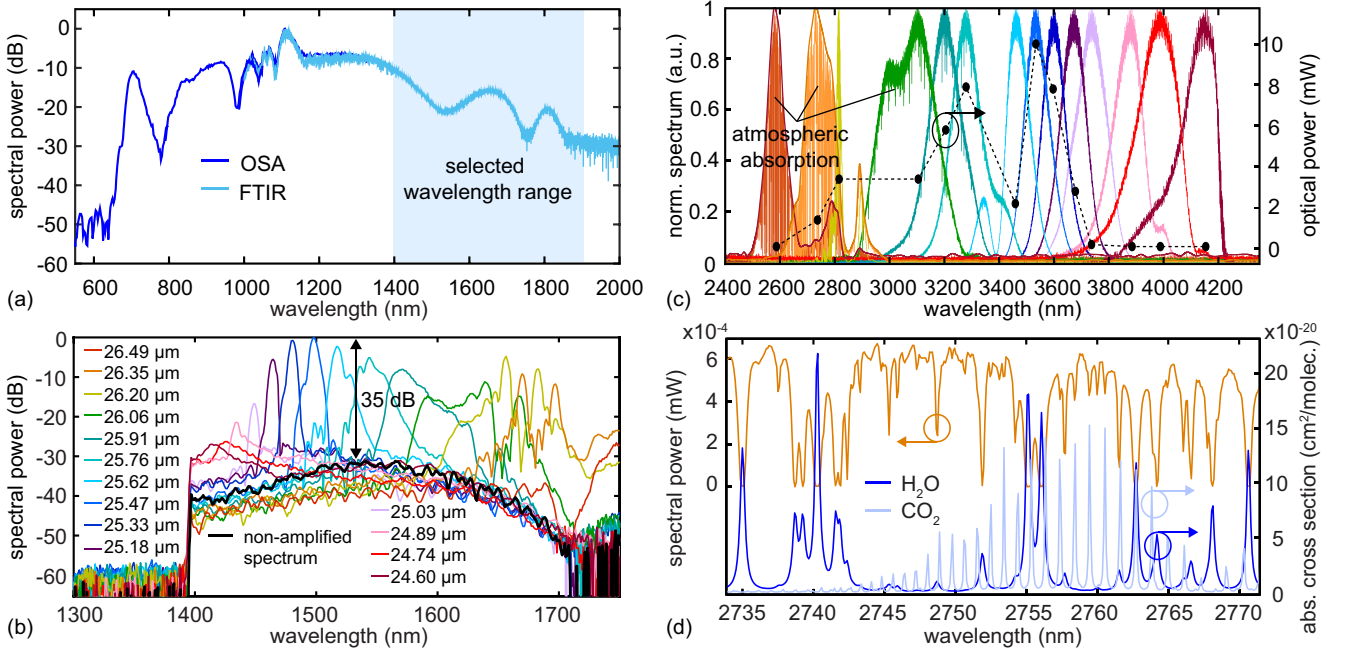 spectral power (dB)
0
-10
-20
-30
-40
-50
-60
OSA
FTIR
selected
wavelength range
600 800 1000 1200 1400 1600 1800 2000
wavelength (nm)
(a)
norm. spectrum (a.u.)
1
0.8
0.6
0.4
0.2
0
atmospheric
absorption
10
8
6
4
2
0
optical power (mW)
2400 2600 2800 3000 3200 3400 3600 3800 4000 4200
wavelength (nm)
(c)
spectral power (dB)
0
-10
-20
-30
-40
-50
-60
26.49 µm
26.35 µm
26.20 µm
26.06 µm
25.91 µm
25.76 µm
25.62 µm
25.47 µm
25.33 µm
25.18 µm
25.03 µm
24.89 µm
24.74 µm
24.60 µm
non-amplified
spectrum
35 dB
1300 1400 1500 1600 1700
wavelength (nm)
(b)
x10-4
spectral power (mW)
6
4
2
0
H2O
CO2
x10-20
20
15
10
5
0
abs. cross section (cm2/molec.)
2735 2740 2745 2750 2755 2760 2765 2770
wavelength (nm)
(d)